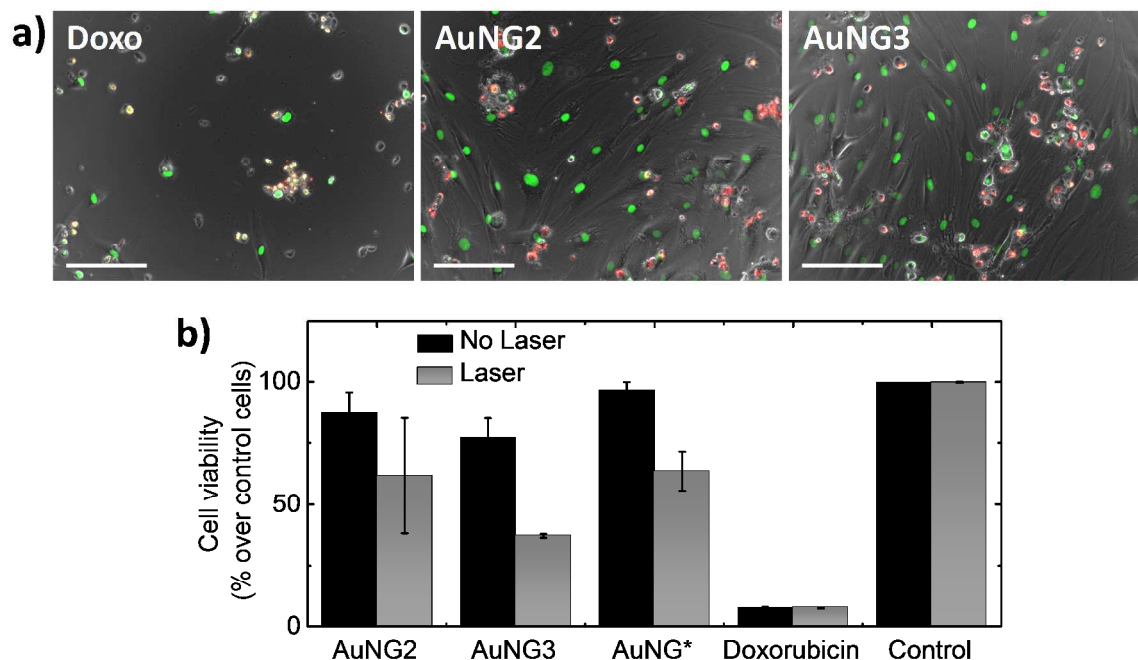 a) Doxo AuNG2 AuNG3
b)
No Laser
Laser
Cell viability
(% over control cells)
100
50
0
AuNG2 AuNG3 AuNG* Doxorubicin Control